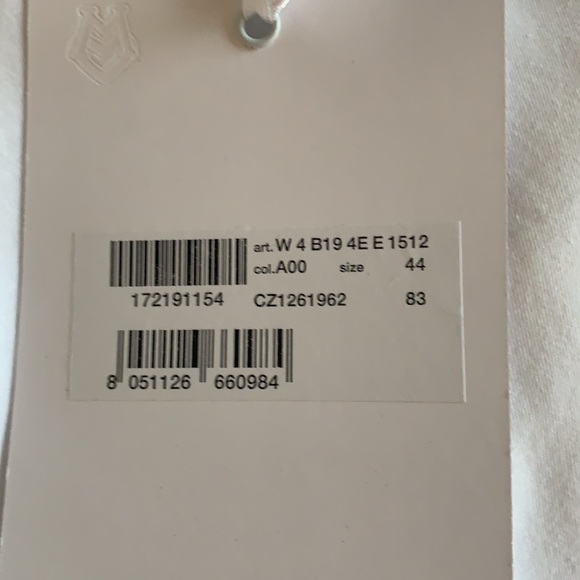 art. W 4 B19 4E E 1512
col. A00 size 44
172191154 CZ1261962 83
8 051126 660984